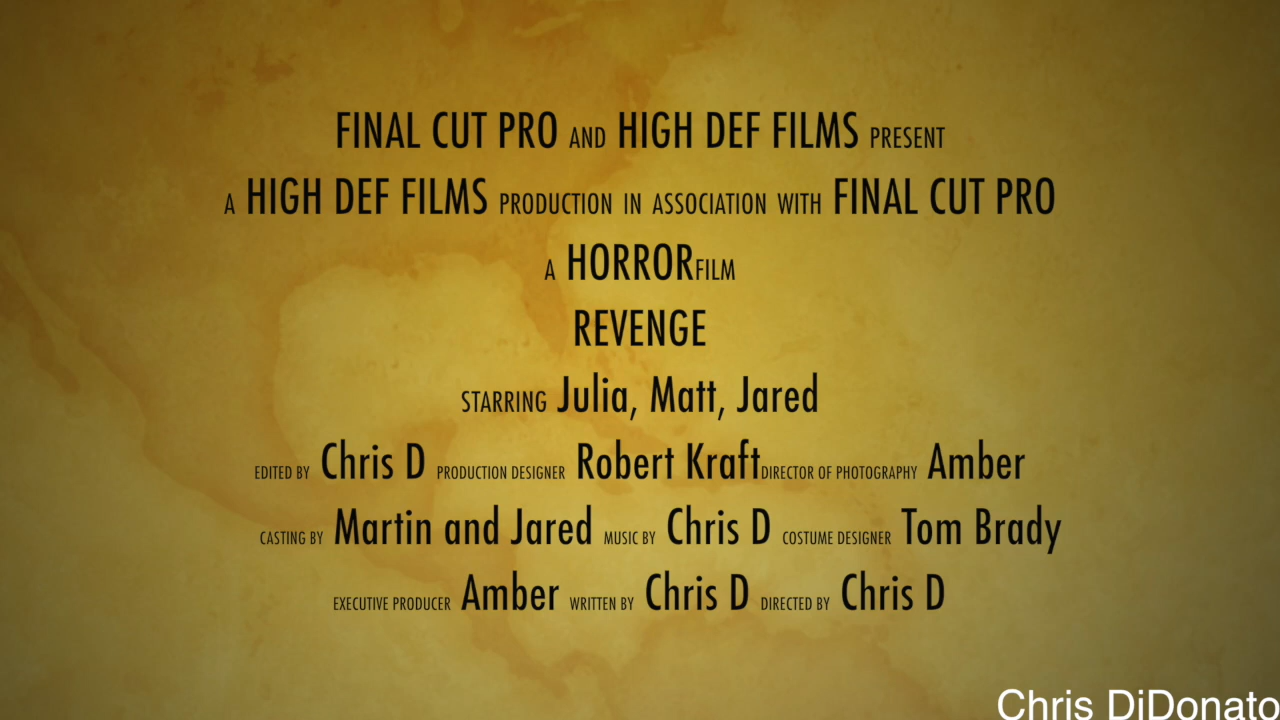 FINAL CUT PRO AND HIGH DEF FILMS PRESENT
A HIGH DEF FILMS PRODUCTION IN ASSOCIATION WITH FINAL CUT PRO
A HORRORFILM
REVENGE
STARRING Julia, Matt, Jared
EDITED BY Chris D PRODUCTION DESIGNER Robert KraftDIRECTOR OF PHOTOGRAPHY Amber
CASTING BY Martin and Jared MUSIC BY Chris D COSTUME DESIGNER Tom Brady
EXECUTIVE PRODUCER Amber WRITTEN BY Chris D DIRECTED BY Chris D
Chris DiDonato